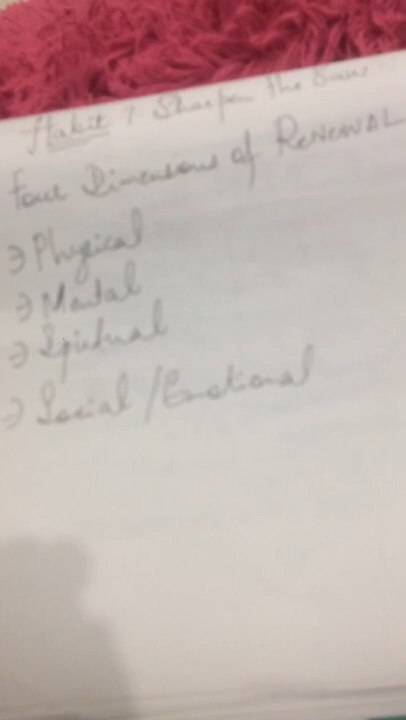 Habit 7 Sharpen the Saw
Four Dimensions of RENEWAL
→ Physical
→ Mental
→ Spiritual
→ Social / Emotional